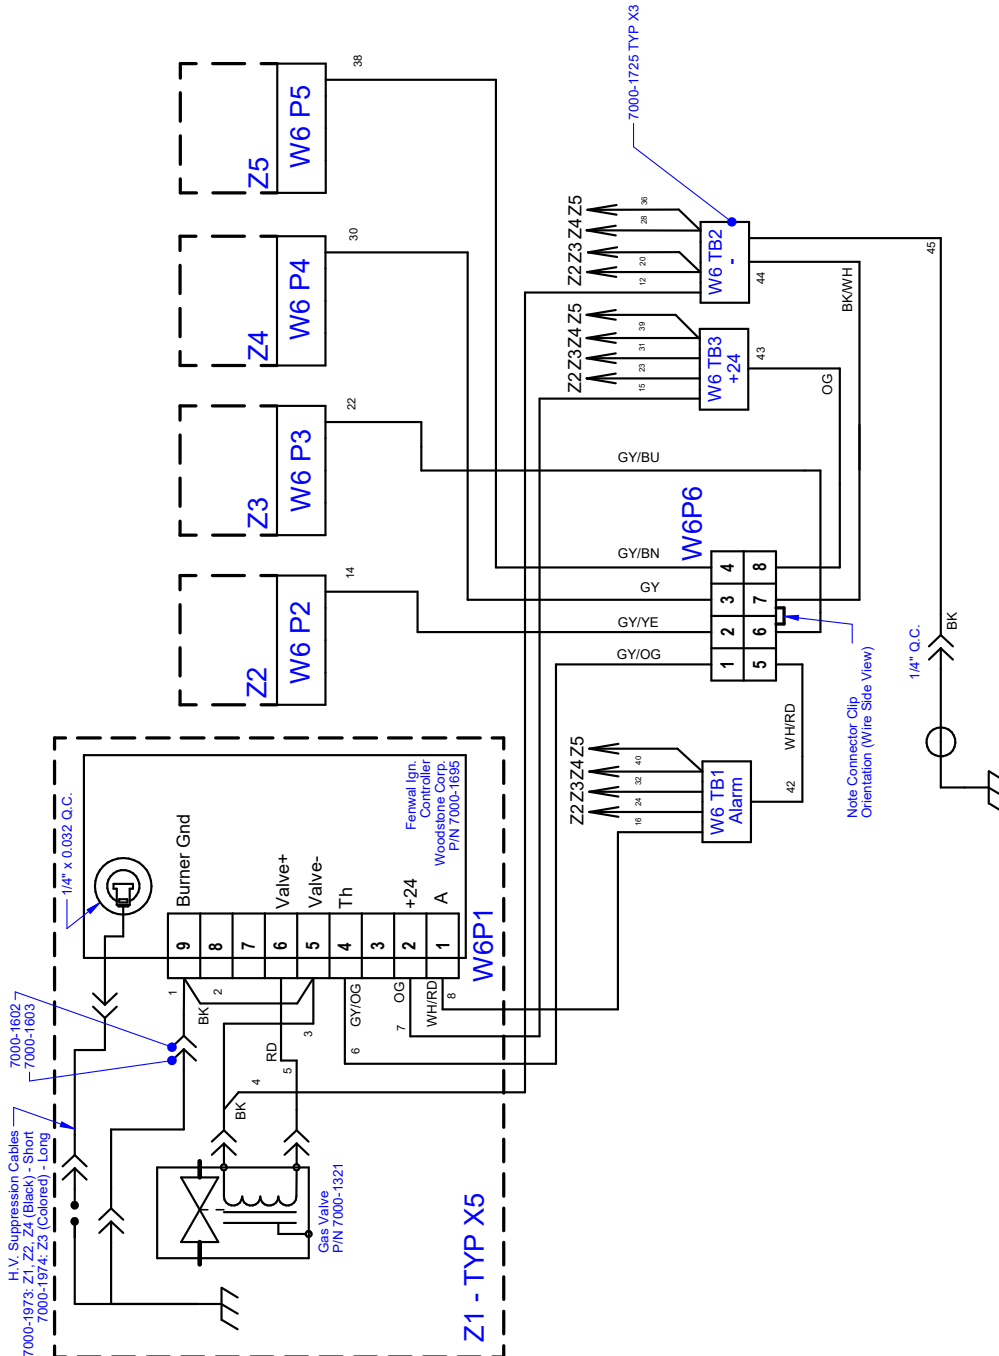 7000-1725 TYP X3
38
W6 P5
Z5
30
W6 P4
Z4
22
W6 P3
Z3
14
W6 P2
Z2
Z2 Z3 Z4 Z5
12
20
28
36
W6 TB2
-
44
45
BK/WH
Z2 Z3 Z4 Z5
15
23
31
39
W6 TB3
+24
43
OG
GY/BU
GY/BN
GY
GY/YE
GY/OG
W6P6
4
3
2
1
8
7
6
5
WH/RD
Note Connector Clip
Orientation (Wire Side View)
1/4" Q.C.
BK
Z2 Z3 Z4 Z5
16
24
32
40
W6 TB1
Alarm
42
1/4" x 0.032 Q.C.
Fenwal Ign.
Controller
Woodstone Corp.
P/N 7000-1695
Burner Gnd
Valve+
Valve-
Th
+24
A
9
8
7
6
5
4
3
2
1
W6P1
1
2
BK
3
RD
5
4
BK
GY/OG
6
OG
7
WH/RD
8
7000-1602
7000-1603
H.V. Suppression Cables
7000-1973: Z1, Z2, Z4 (Black) - Short
7000-1974: Z3 (Colored) - Long
Gas Valve
P/N 7000-1321
Z1 - TYP X5